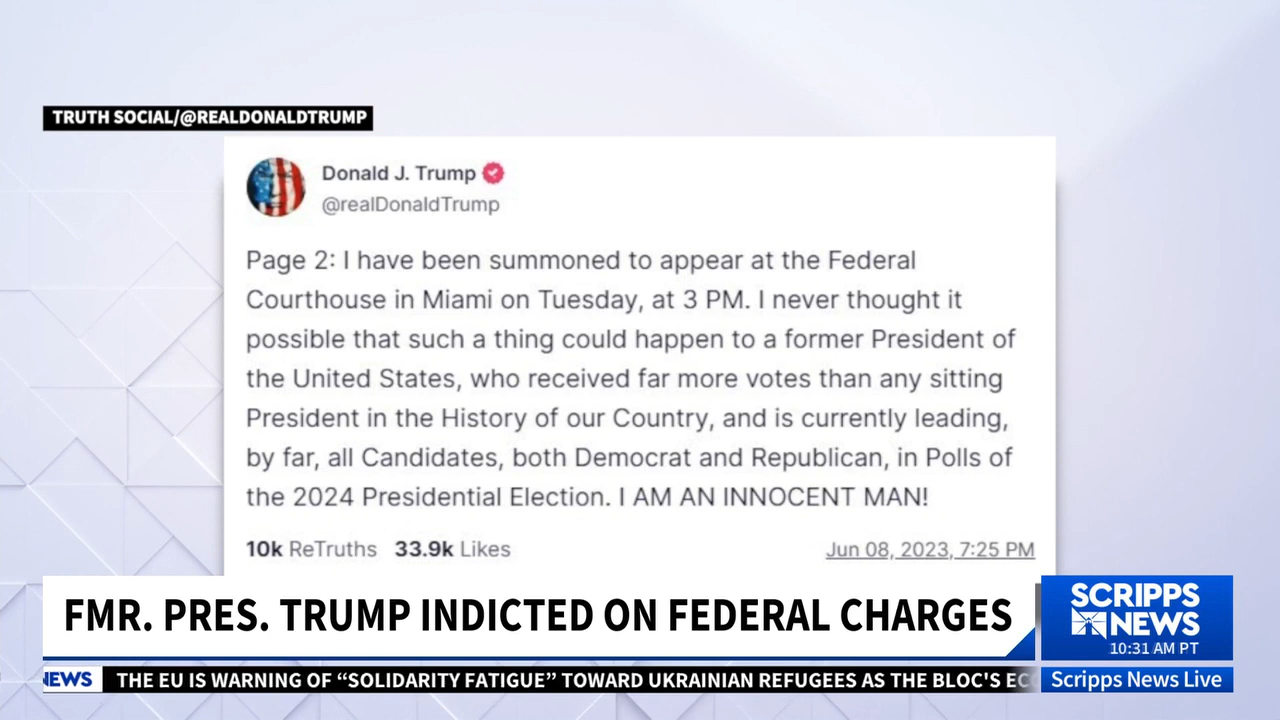 TRUTH SOCIAL/@REALDONALDTRUMP
Donald J. Trump
@realDonaldTrump
Page 2: I have been summoned to appear at the Federal
Courthouse in Miami on Tuesday, at 3 PM. I never thought it
possible that such a thing could happen to a former President of
the United States, who received far more votes than any sitting
President in the History of our Country, and is currently leading,
by far, all Candidates, both Democrat and Republican, in Polls of
the 2024 Presidential Election. I AM AN INNOCENT MAN!
10k ReTruths 33.9k Likes
Jun 08, 2023, 7:25 PM
FMR. PRES. TRUMP INDICTED ON FEDERAL CHARGES
SCRIPPS
NEWS
10:31 AM PT
THE EU IS WARNING OF “SOLIDARITY FATIGUE” TOWARD UKRAINIAN REFUGEES AS THE BLOC'S
Scripps News Live